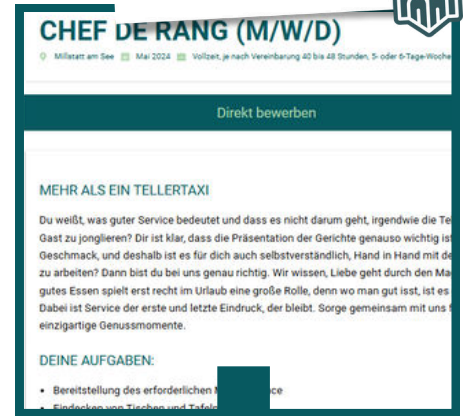 CHEF DE RANG (M/W/D)
Millstatt am See Mai 2024 Vollzeit, je nach Vereinbarung 40 bis 48 Stunden, 5- oder 6-Tage-Woche
Direkt bewerben
MEHR ALS EIN TELLERTAXI
Du weißt, was guter Service bedeutet und dass es nicht darum geht, irgendwie die
Gast zu jonglieren? Dir ist klar, dass die Präsentation der Gerichte genauso wichtig
Geschmack, und deshalb ist es für dich auch selbstverständlich, Hand in Hand mit
zu arbeiten? Dann bist du bei uns genau richtig. Wir wissen, Liebe geht durch den
gutes Essen spielt erst recht im Urlaub eine große Rolle, denn wo man gut isst, ist es
Dabei ist Service der erste und letzte Eindruck, der bleibt. Sorge gemeinsam mit uns
einzigartige Genussmomente.
DEINE AUFGABEN:
• Bereitstellung des erforderlichen
• Eindecken von Tischen und